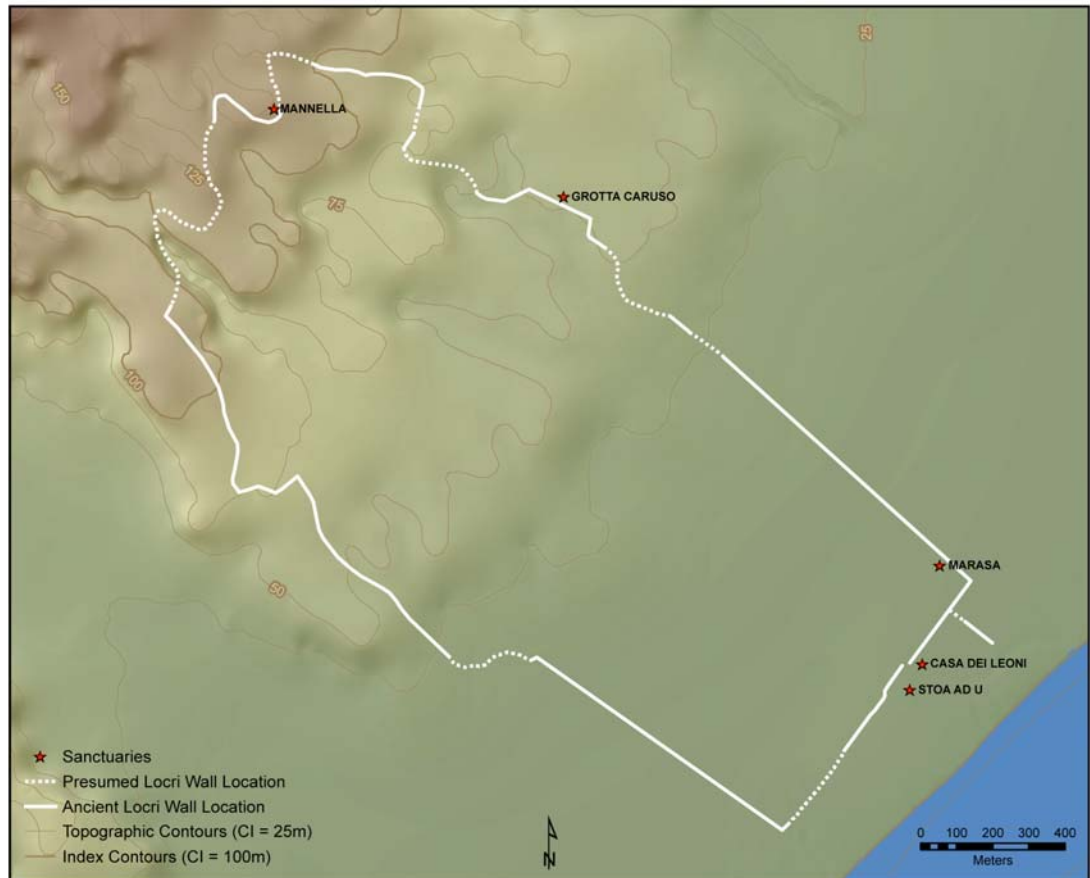 25
150
MANNELLA
125
GROTTA CARUSO
75
100
MARASA
50
CASA DEI LEONI
STOA AD U
Sanctuaries
Presumed Locri Wall Location
Ancient Locri Wall Location
Topographic Contours (CI = 25m)
Index Contours (CI = 100m)
N
0 100 200 300 400
Meters